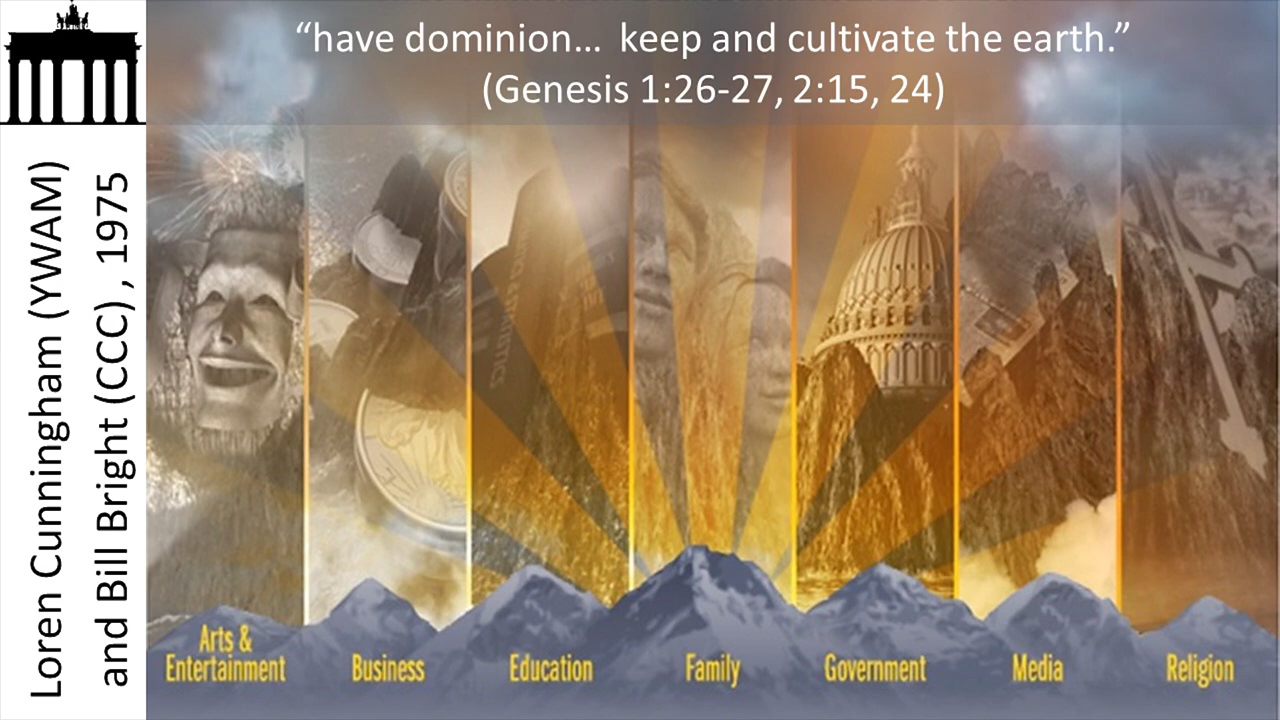 “have dominion… keep and cultivate the earth.”
(Genesis 1:26-27, 2:15, 24)
Loren Cunningham (YWAM)
and Bill Bright (CCC), 1975
Arts &
Entertainment
Business
Education
Family
Government
Media
Religion